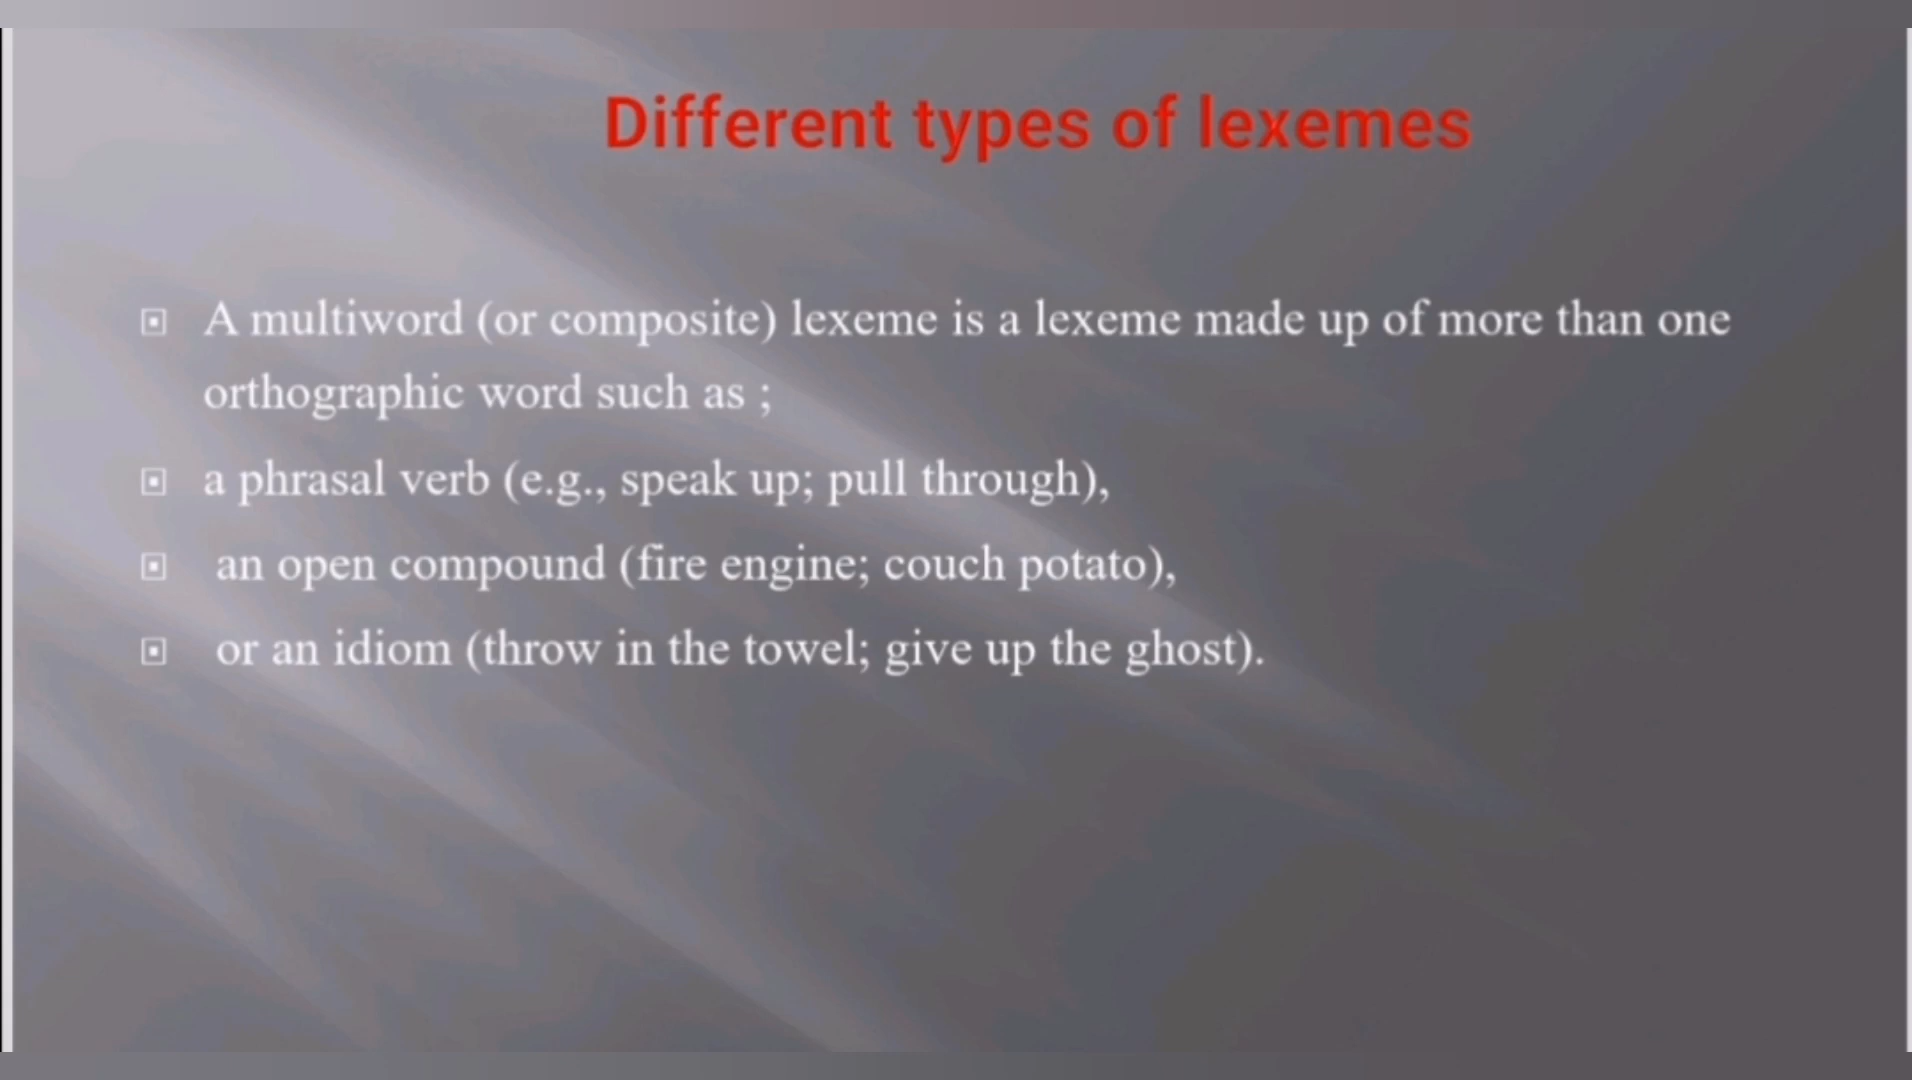 Different types of lexemes
A multiword (or composite) lexeme is a lexeme made up of more than one
orthographic word such as ;
a phrasal verb (e.g., speak up; pull through),
an open compound (fire engine; couch potato),
or an idiom (throw in the towel; give up the ghost).